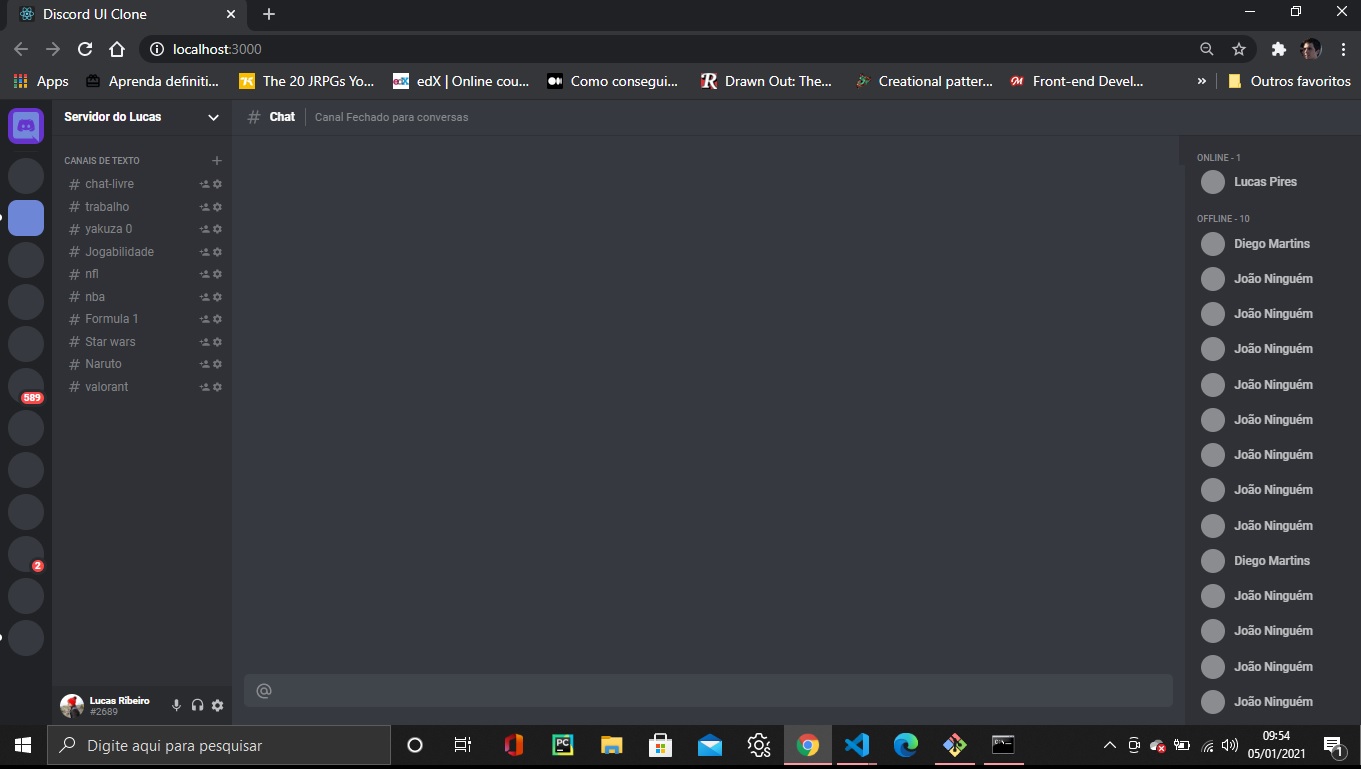 Discord UI Clone
localhost:3000
Apps
Aprenda definiti...
The 20 JRPGs Yo...
edX | Online cou...
Como consegui...
Drawn Out: The...
Creational patter...
Front-end Devel...
»
Outros favoritos
Servidor do Lucas
# Chat
Canal Fechado para conversas
CANAIS DE TEXTO +
# chat-livre
# trabalho
# yakuza 0
# Jogabilidade
# nfl
# nba
# Formula 1
# Star wars
# Naruto
# valorant
589
2
Lucas Ribeiro
#2689
@
ONLINE - 1
Lucas Pires
OFFLINE - 10
Diego Martins
João Ninguém
João Ninguém
João Ninguém
João Ninguém
João Ninguém
João Ninguém
João Ninguém
João Ninguém
Diego Martins
João Ninguém
João Ninguém
João Ninguém
João Ninguém
Digite aqui para pesquisar
PC
09:54
05/01/2021
1